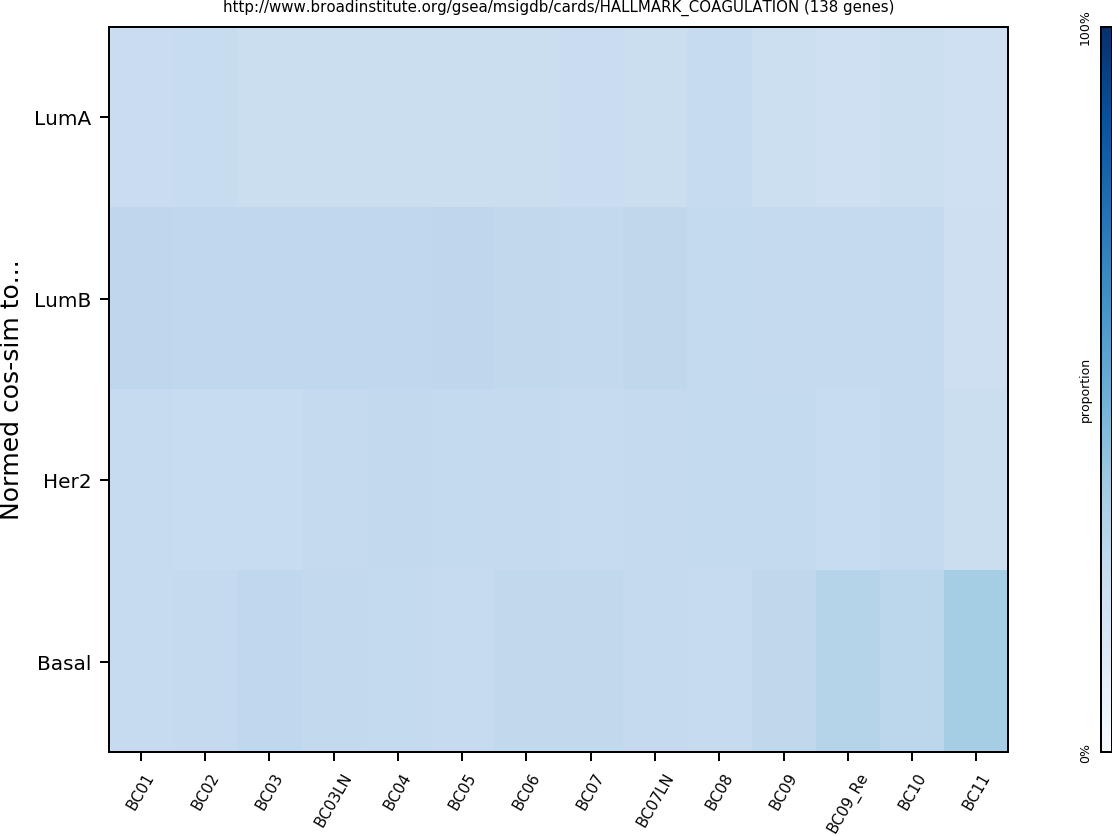 http://www.broadinstitute.org/gsea/msigdb/cards/HALLMARK_COAGULATION (138 genes)
Normed cos-sim to...
LumA
LumB
Her2
Basal
BC01
BC02
BC03
BC03LN
BC04
BC05
BC06
BC07
BC07LN
BC08
BC09
BC09_Re
BC10
BC11
100%
proportion
0%